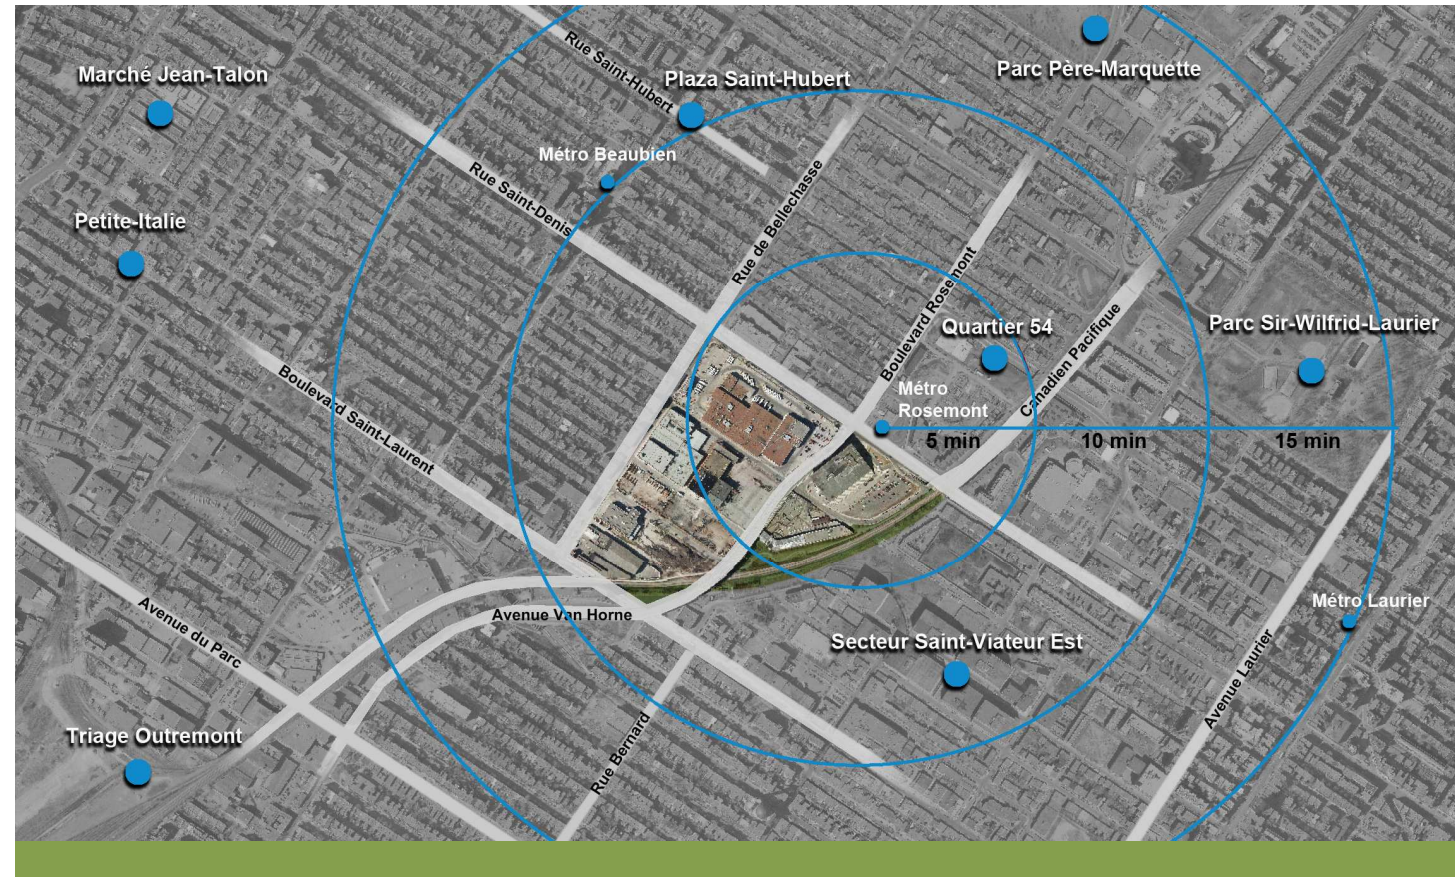 Rue Saint-Hubert
Marché Jean-Talon
Plaza Saint-Hubert
Parc Père-Marquette
Métro Beaubien
Rue Saint-Denis
Rue de Bellechasse
Petite-Italie
Boulevard Rosemont
Quartier 54
Canadien Pacifique
Parc Sir-Wilfrid-Laurier
Boulevard Saint-Laurent
Métro
Rosemont
5 min
10 min
15 min
Avenue du Parc
Avenue Van Horne
Métro Laurier
Secteur Saint-Viateur Est
Avenue Laurier
Triage Outremont
Rue Bernard